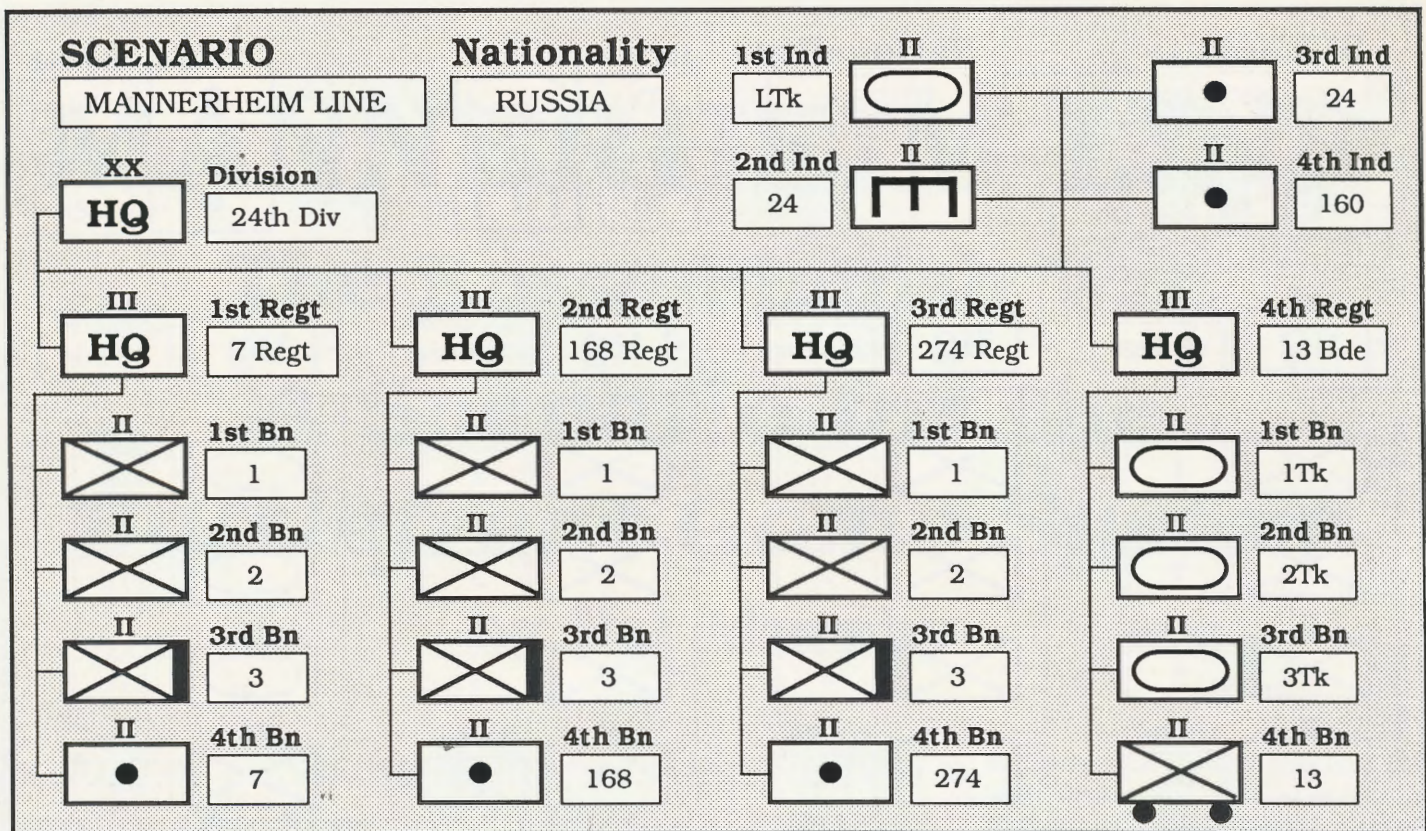 SCENARIO Nationality 1st Ind II II 3rd Ind
MANNERHEIM LINE RUSSIA LTk 24
XX Division 2nd Ind II II 4th Ind
HQ 24th Div 24 160
III 1st Regt III 2nd Regt III 3rd Regt III 4th Regt
HQ 7 Regt HQ 168 Regt HQ 274 Regt HQ 13 Bde
II 1st Bn II 1st Bn II 1st Bn II 1st Bn
1 1 1 1Tk
II 2nd Bn II 2nd Bn II 2nd Bn II 2nd Bn
2 2 2 2Tk
II 3rd Bn II 3rd Bn II 3rd Bn II 3rd Bn
3 3 3 3Tk
II 4th Bn II 4th Bn II 4th Bn II 4th Bn
7 168 274 13